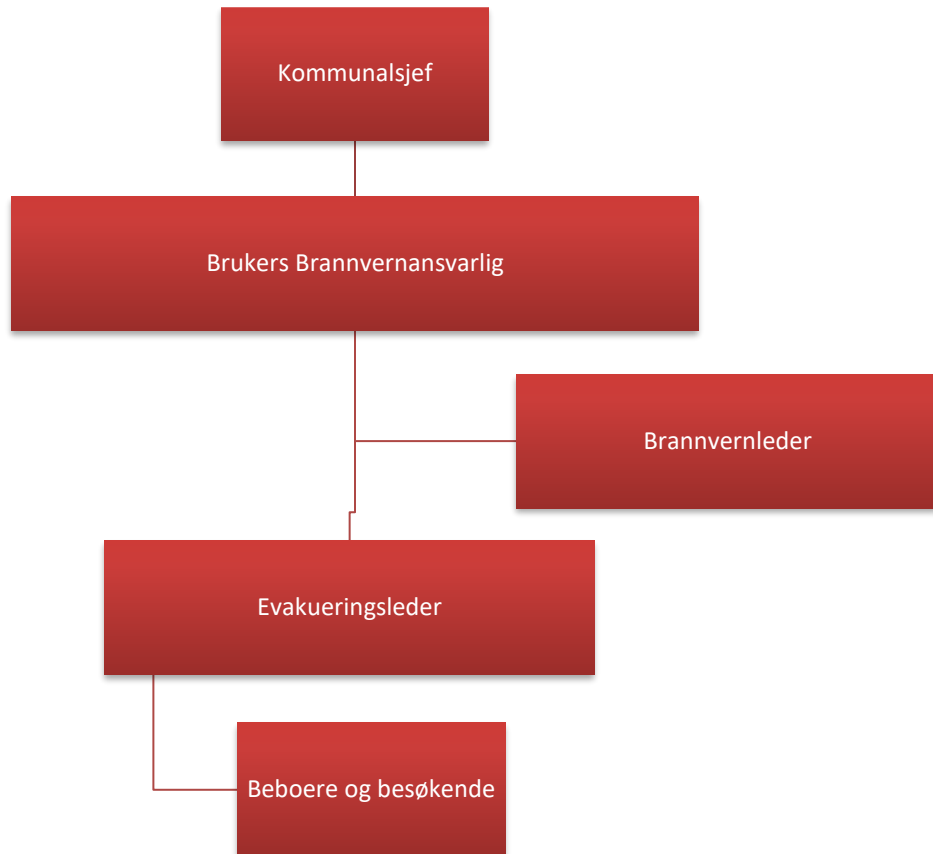 Kommunalsjef
Brukers Brannvernansvarlig
Brannvernleder
Evakueringsleder
Beboere og besøkende